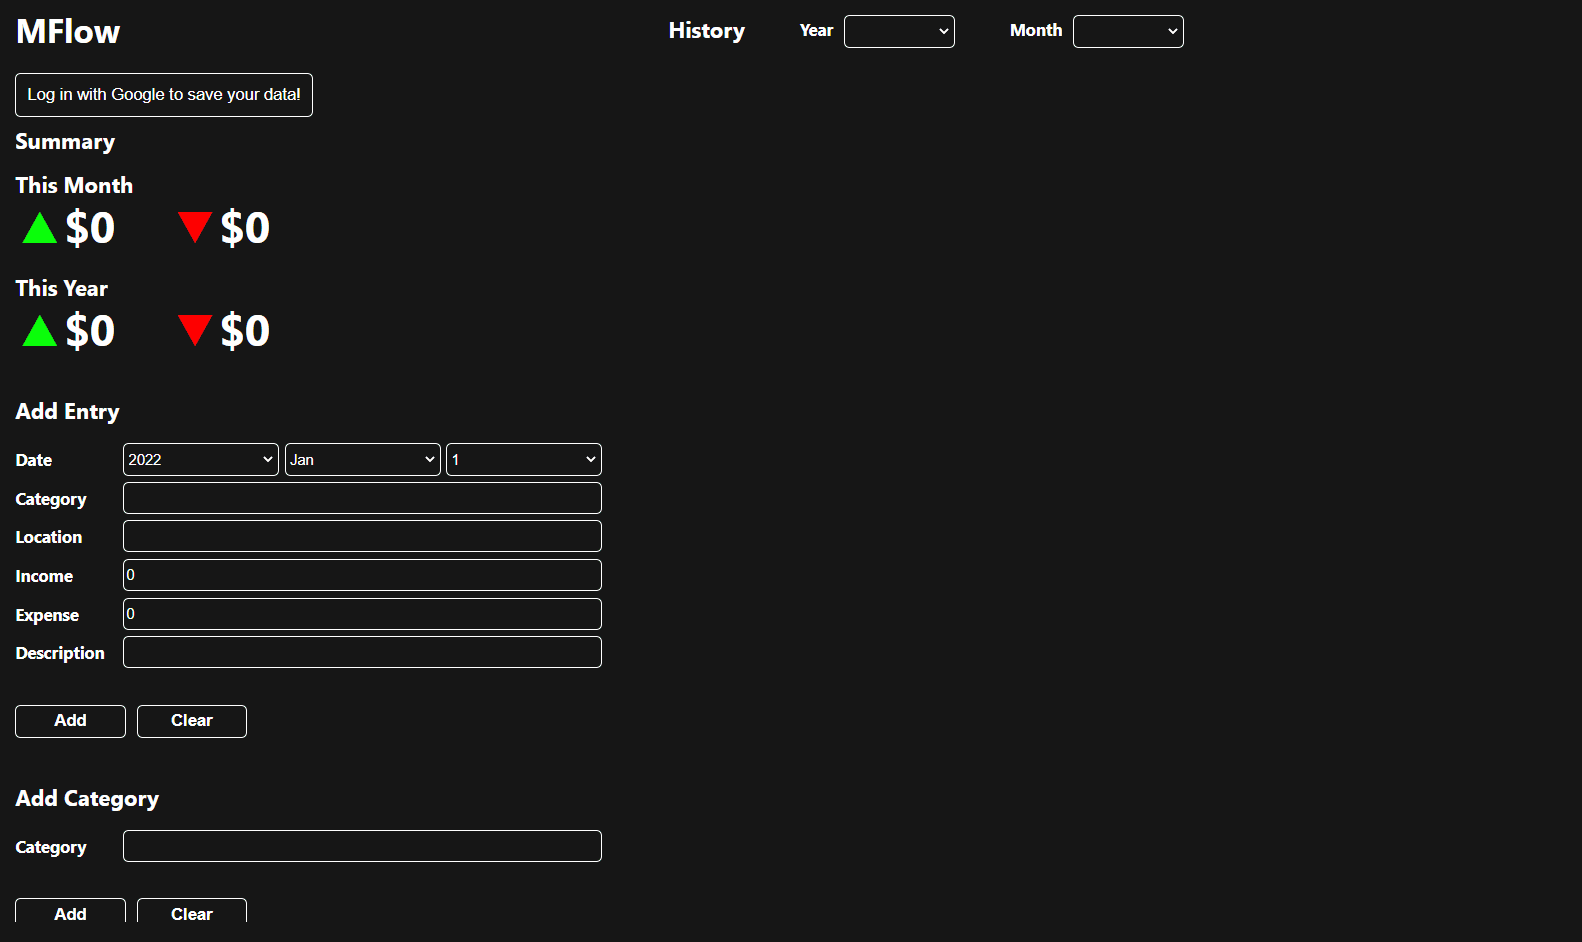 MFlow
History Year Month
Log in with Google to save your data!
Summary
This Month
$0 $0
This Year
$0 $0
Add Entry
Date 2022 Jan 1
Category
Location
Income 0
Expense 0
Description
Add Clear
Add Category
Category
Add Clear